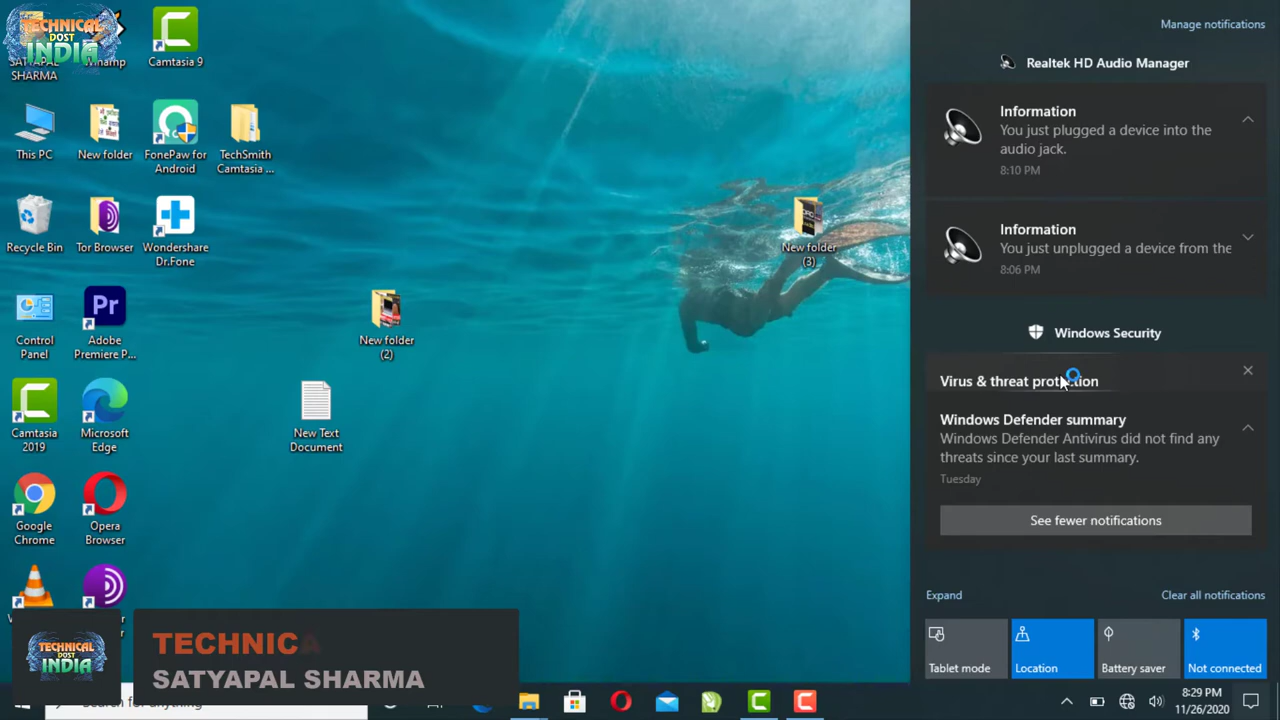 TECHNICAL
DOST
INDIA
SATYAPAL
SHARMA
Winamp
Camtasia 9
This PC
New folder
FonePaw for
Android
TechSmith
Camtasia ...
Recycle Bin
Tor Browser
Wondershare
Dr.Fone
New folder
(3)
Control
Panel
Pr
Adobe
Premiere P...
New folder
(2)
Camtasia
2019
Microsoft
Edge
New Text
Document
Google
Chrome
Opera
Browser
Manage notifications
Realtek HD Audio Manager
Information
You just plugged a device into the
audio jack.
8:10 PM
Information
You just unplugged a device from the
8:06 PM
Windows Security
Virus & threat protection
Windows Defender summary
Windows Defender Antivirus did not find any
threats since your last summary.
Tuesday
See fewer notifications
Expand
Clear all notifications
Tablet mode
Location
Battery saver
Not connected
TECHNICAL
DOST
INDIA
TECHNICA
SATYAPAL SHARMA
8:29 PM
11/26/2020